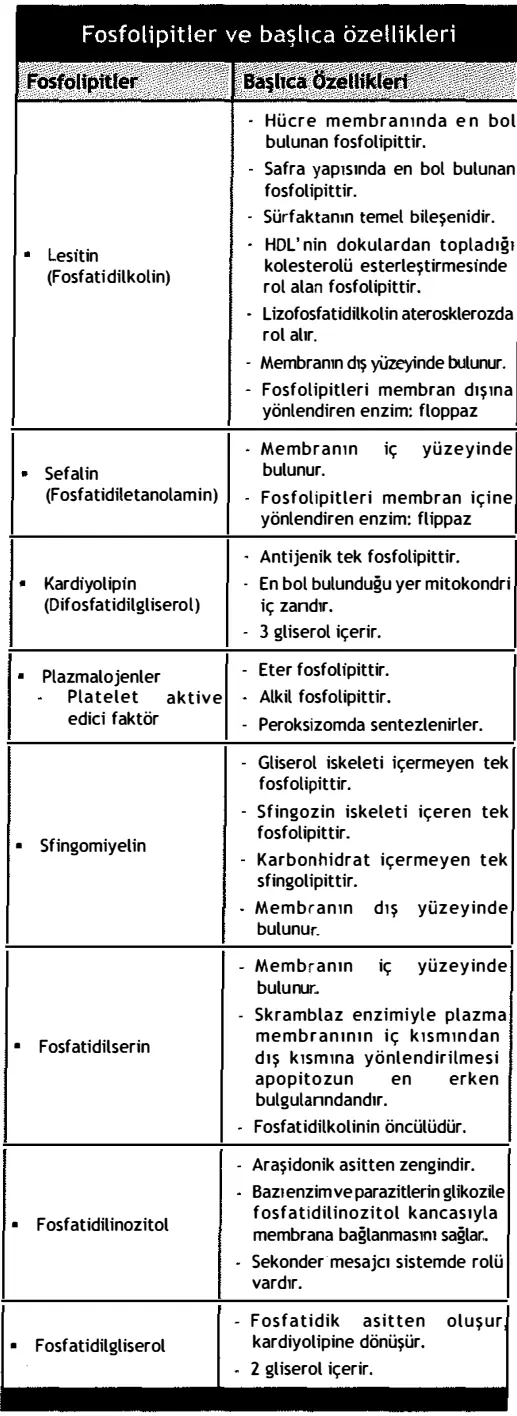 Fosfolipitler ve başlıca özellikleri
Fosfolipitler
Başlıca Özellikleri
▪ Lesitin
(Fosfatidilkolin)
- Hücre membranında en bol
bulunan fosfolipittir.
- Safra yapısında en bol bulunan
fosfolipittir.
- Sürfaktanın temel bileşenidir.
- HDL'nin dokulardan topladığı
kolesterolü esterleştirmesinde
rol alan fosfolipittir.
- Lizofosfatidilkolin aterosklerozda
rol alır.
- Membranın dış yüzeyinde bulunur.
- Fosfolipitleri membran dışına
yönlendiren enzim: floppaz
▪ Sefalin
(Fosfatidiletanolamin)
- Membranın iç yüzeyinde
bulunur.
- Fosfolipitleri membran içine
yönlendiren enzim: flippaz
▪ Kardiyolipin
(Difosfatidilgliserol)
- Antijenik tek fosfolipittir.
- En bol bulunduğu yer mitokondri
iç zarıdır.
- 3 gliserol içerir.
▪ Plazmalojenler
- Platelet aktive
edici faktör
- Eter fosfolipittir.
- Alkil fosfolipittir.
- Peroksizomda sentezlenirler.
▪ Sfingomiyelin
- Gliserol iskeleti içermeyen tek
fosfolipittir.
- Sfingozin iskeleti içeren tek
fosfolipittir.
- Karbonhidrat içermeyen tek
sfingolipittir.
- Membranın dış yüzeyinde
bulunur.
▪ Fosfatidilserin
- Membranın iç yüzeyinde
bulunur.
- Skramblaz enzimiyle plazma
membranının iç kısmından
dış kısmına yönlendirilmesi
apopitozun en erken
bulgularındandır.
- Fosfatidilkolinin öncülüdür.
▪ Fosfatidilinozitol
- Araşidonik asitten zengindir.
- Bazı enzim ve parazitlerin glikozile
fosfatidilinozitol kancasıyla
membrana bağlanmasını sağlar.
- Sekonder mesajcı sistemde rolü
vardır.
▪ Fosfatidilgliserol
- Fosfatidik asitten oluşur,
kardiyolipine dönüşür.
- 2 gliserol içerir.